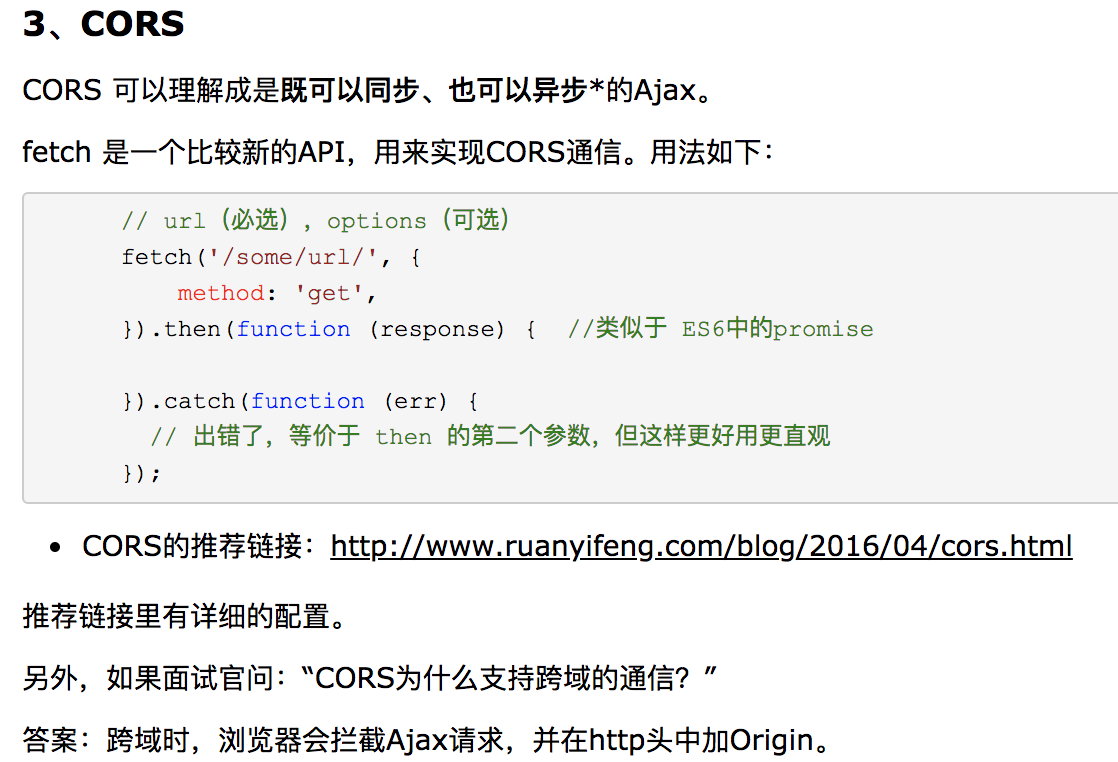 3、CORS
CORS 可以理解成是既可以同步、也可以异步*的Ajax。
fetch 是一个比较新的API，用来实现CORS通信。用法如下：
// url（必选），options（可选）
fetch('/some/url/', {
    method: 'get',
}).then(function (response) {  //类似于 ES6中的promise
}).catch(function (err) {
  // 出错了，等价于 then 的第二个参数，但这样更好用更直观
});
• CORS的推荐链接：http://www.ruanyifeng.com/blog/2016/04/cors.html
推荐链接里有详细的配置。
另外，如果面试官问：“CORS为什么支持跨域的通信？”
答案：跨域时，浏览器会拦截Ajax请求，并在http头中加Origin。